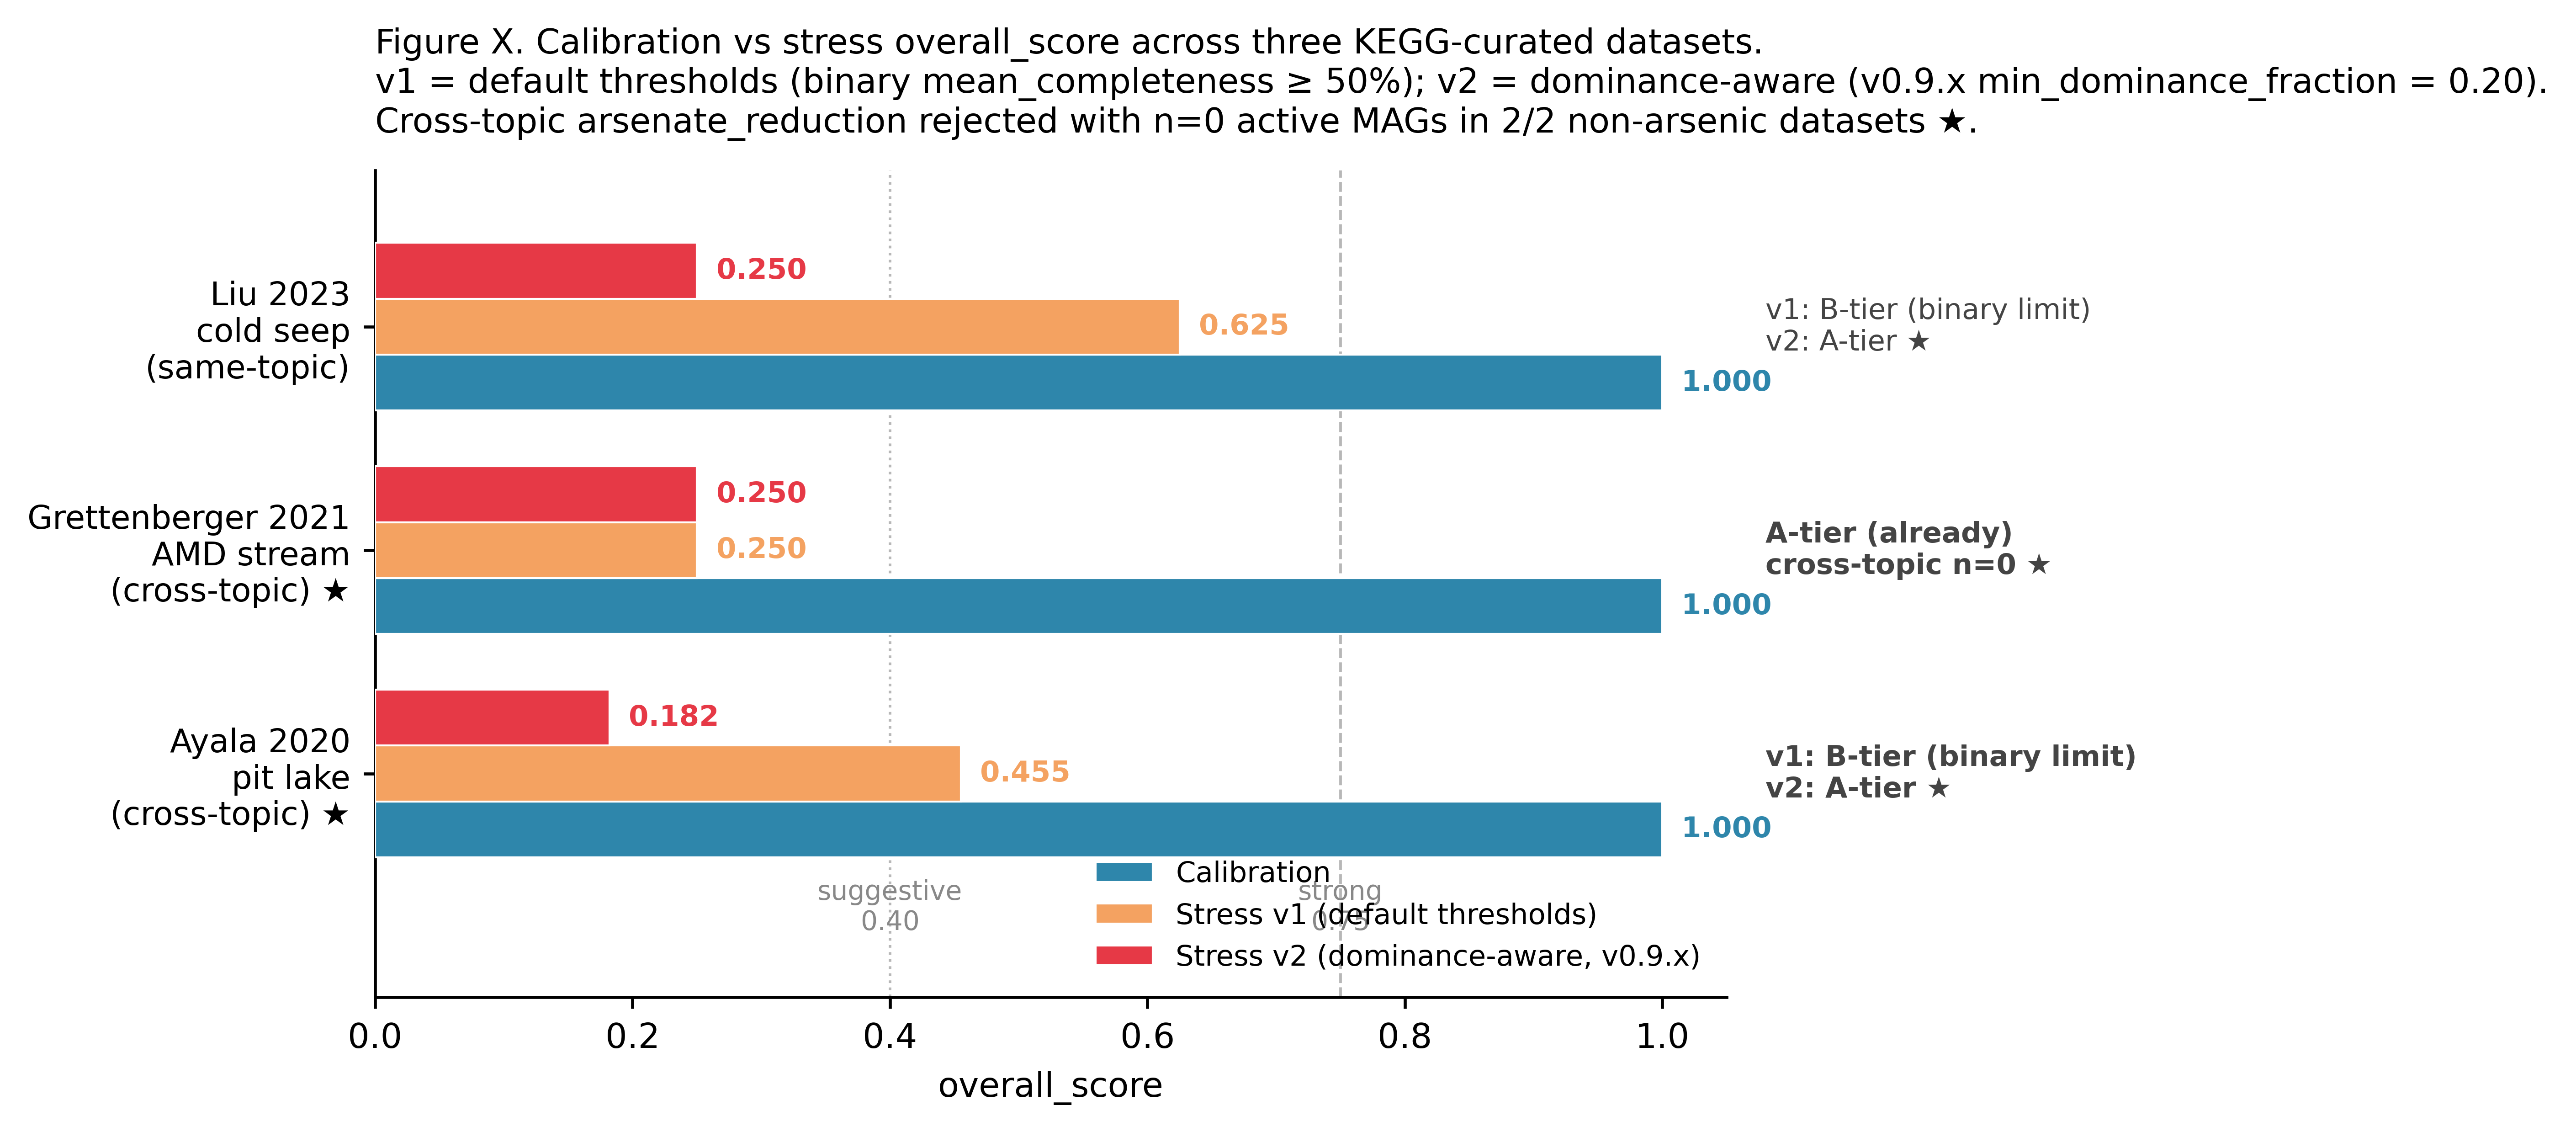 Figure X. Calibration vs stress overall_score across three KEGG-curated datasets.
v1 = default thresholds (binary mean_completeness ≥ 50%); v2 = dominance-aware (v0.9.x min_dominance_fraction = 0.20).
Cross-topic arsenate_reduction rejected with n=0 active MAGs in 2/2 non-arsenic datasets ★.
Liu 2023
cold seep
(same-topic)
0.250
0.625
1.000
v1: B-tier (binary limit)
v2: A-tier ★
Grettenberger 2021
AMD stream
(cross-topic) ★
0.250
0.250
1.000
A-tier (already)
cross-topic n=0 ★
Ayala 2020
pit lake
(cross-topic) ★
0.182
0.455
1.000
v1: B-tier (binary limit)
v2: A-tier ★
suggestive
0.40
strong
0.75
Calibration
Stress v1 (default thresholds)
Stress v2 (dominance-aware, v0.9.x)
0.0
0.2
0.4
0.6
0.8
1.0
overall_score